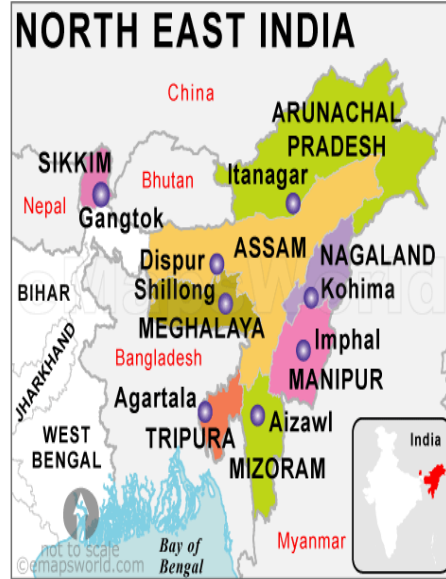 NORTH EAST INDIA
China
ARUNACHAL
PRADESH
SIKKIM
Bhutan
Itanagar
Nepal
Gangtok
ASSAM
NAGALAND
Dispur
BIHAR
Shillong
Kohima
MEGHALAYA
Imphal
JHARKHAND
Bangladesh
MANIPUR
Agartala
Aizawl
TRIPURA
WEST
BENGAL
India
MIZORAM
not to scale
©emapsworld.com
Bay of
Bengal
Myanmar
eMapsWorld